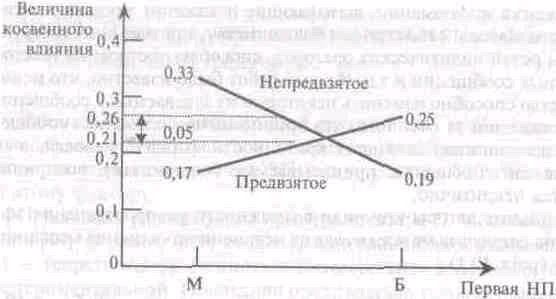 Величина
косвенного
влияния
0,4
0,33
Непредвзятое
0,3
0,26
0,05
0,25
0,21
0,2
0,17
Предвзятое
0,19
0,1
0
М
Б
Первая НП